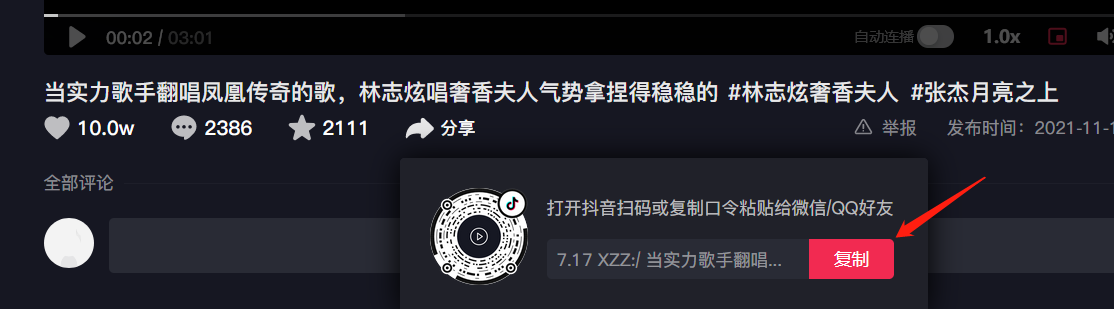 00:02 / 03:01 自动连播 1.0x
当实力歌手翻唱凤凰传奇的歌，林志炫唱奢香夫人气势拿捏得稳稳的 #林志炫奢香夫人 #张杰月亮之上
10.0w 2386 2111 分享 举报 发布时间：2021-11-1
全部评论
打开抖音扫码或复制口令粘贴给微信/QQ好友
7.17 XZZ:/ 当实力歌手翻唱... 复制